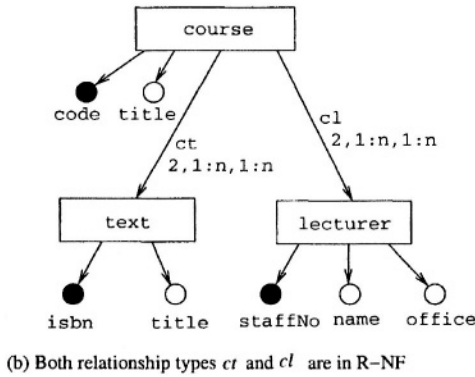 course
code title
ct
2,1:n,1:n
cl
2,1:n,1:n
text
lecturer
isbn title
staffNo name office
(b) Both relationship types ct and cl are in R-NF